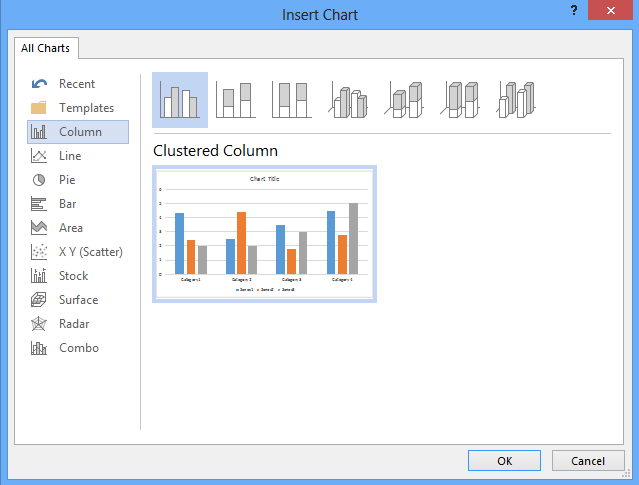 Insert Chart
?
All Charts
Recent
Templates
Column
Line
Pie
Bar
Area
X Y (Scatter)
Stock
Surface
Radar
Combo
Clustered Column
Chart Title
6
5
4
3
2
1
0
Category 1 Category 2 Category 3 Category 4
Series1 Series2 Series3
OK Cancel